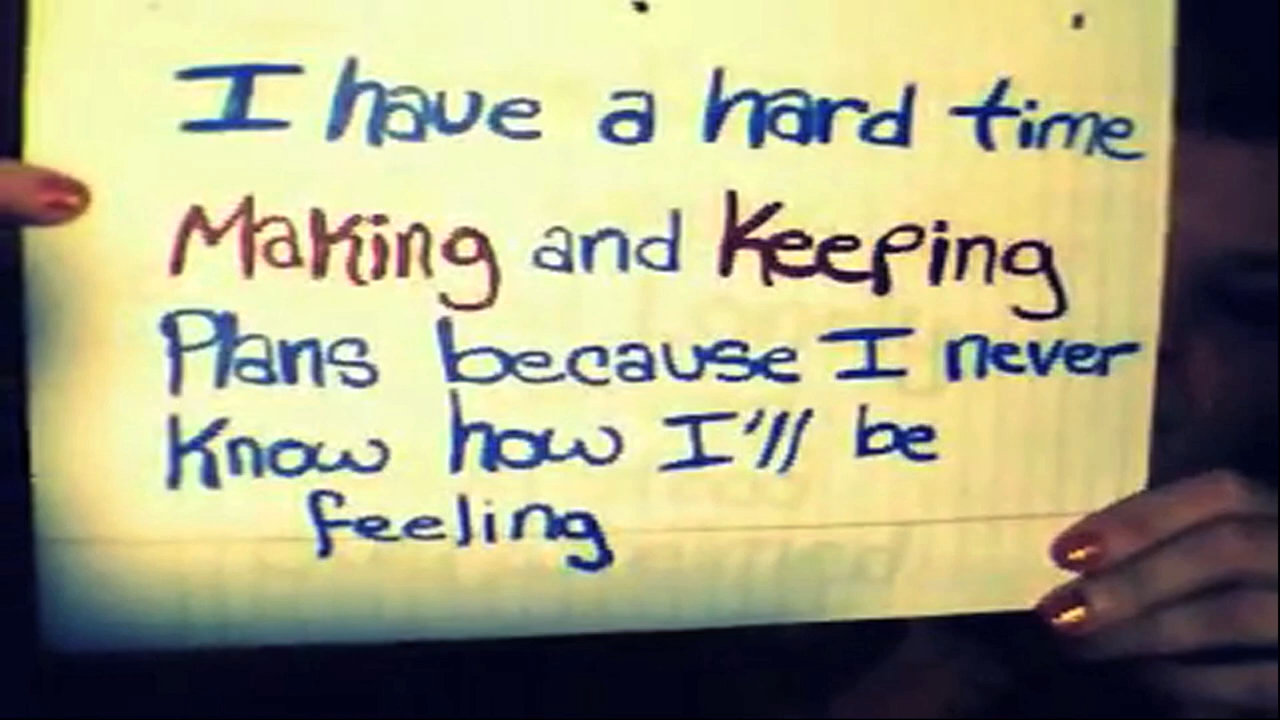 I have a hard time
Making and Keeping
Plans because I never
Know how I'll be
feeling